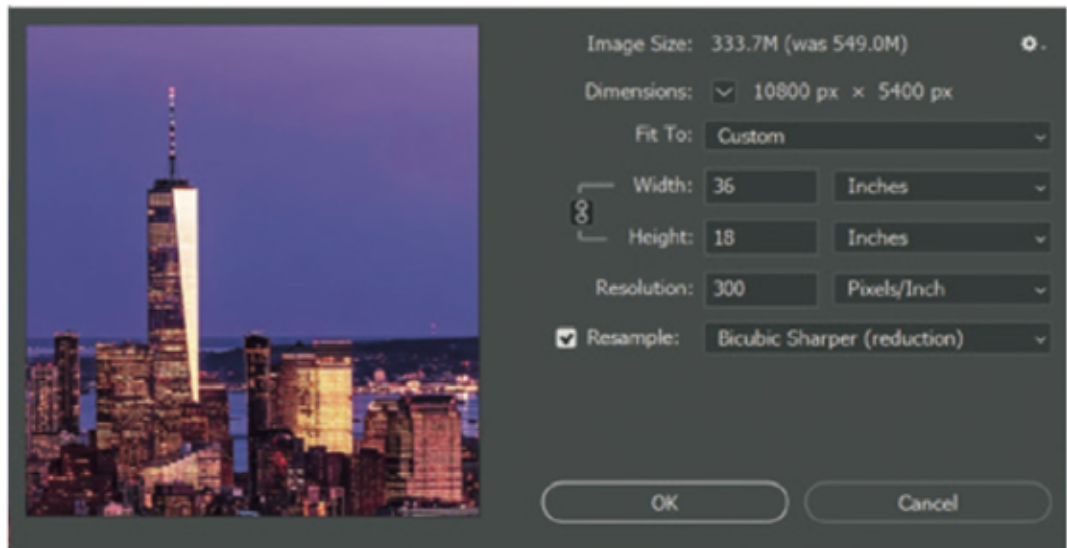 Image Size: 333.7M (was 549.0M)
Dimensions: 10800 px × 5400 px
Fit To: Custom
Width: 36 Inches
Height: 18 Inches
Resolution: 300 Pixels/Inch
Resample: Bicubic Sharper (reduction)
OK Cancel